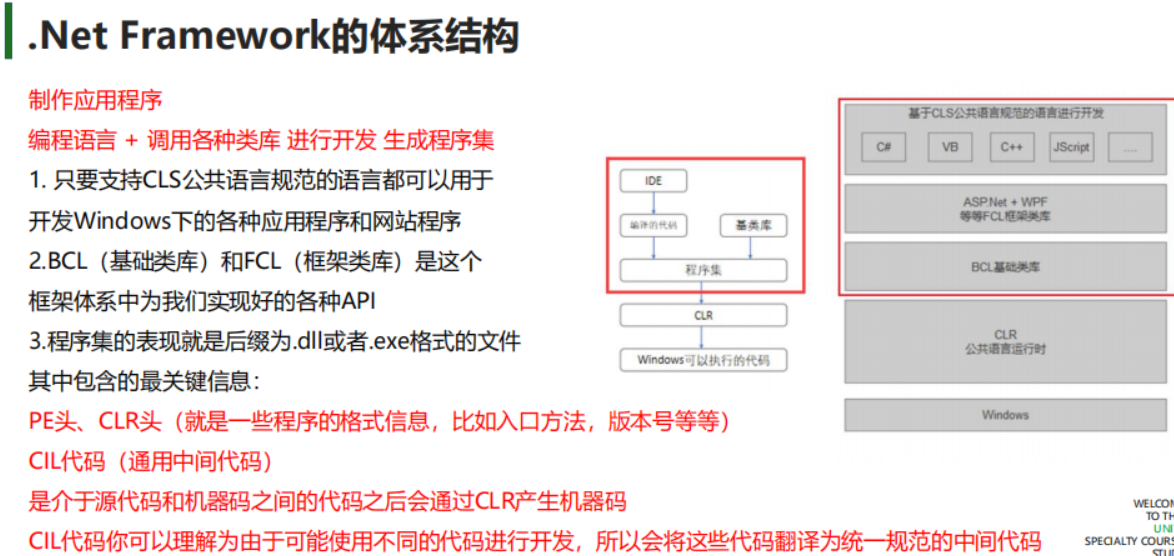 .Net Framework的体系结构
制作应用程序
编程语言 + 调用各种类库 进行开发 生成程序集
1. 只要支持CLS公共语言规范的语言都可以用于
开发Windows下的各种应用程序和网站程序
2.BCL（基础类库）和FCL（框架类库）是这个
框架体系中为我们实现好的各种API
3.程序集的表现就是后缀为.dll或者.exe格式的文件
其中包含的最关键信息：
PE头、CLR头（就是一些程序的格式信息，比如入口方法，版本号等等）
CIL代码（通用中间代码）
是介于源代码和机器码之间的代码之后会通过CLR产生机器码
CIL代码你可以理解为由于可能使用不同的代码进行开发，所以会将这些代码翻译为统一规范的中间代码
IDE
编译的代码
基类库
程序集
CLR
Windows可以执行的代码
基于CLS公共语言规范的语言进行开发
C#
VB
C++
JScript
....
ASP.Net + WPF
等等FCL框架类库
BCL基础类库
CLR
公共语言运行时
Windows
TO
UNI
SPECIALTY COURS